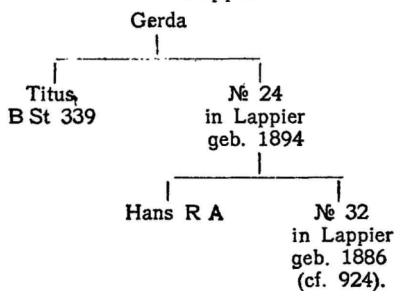 Gerda
Titus,
B St 339
№ 24
in Lappier
geb. 1894
Hans R A
№ 32
in Lappier
geb. 1886
(cf. 924).